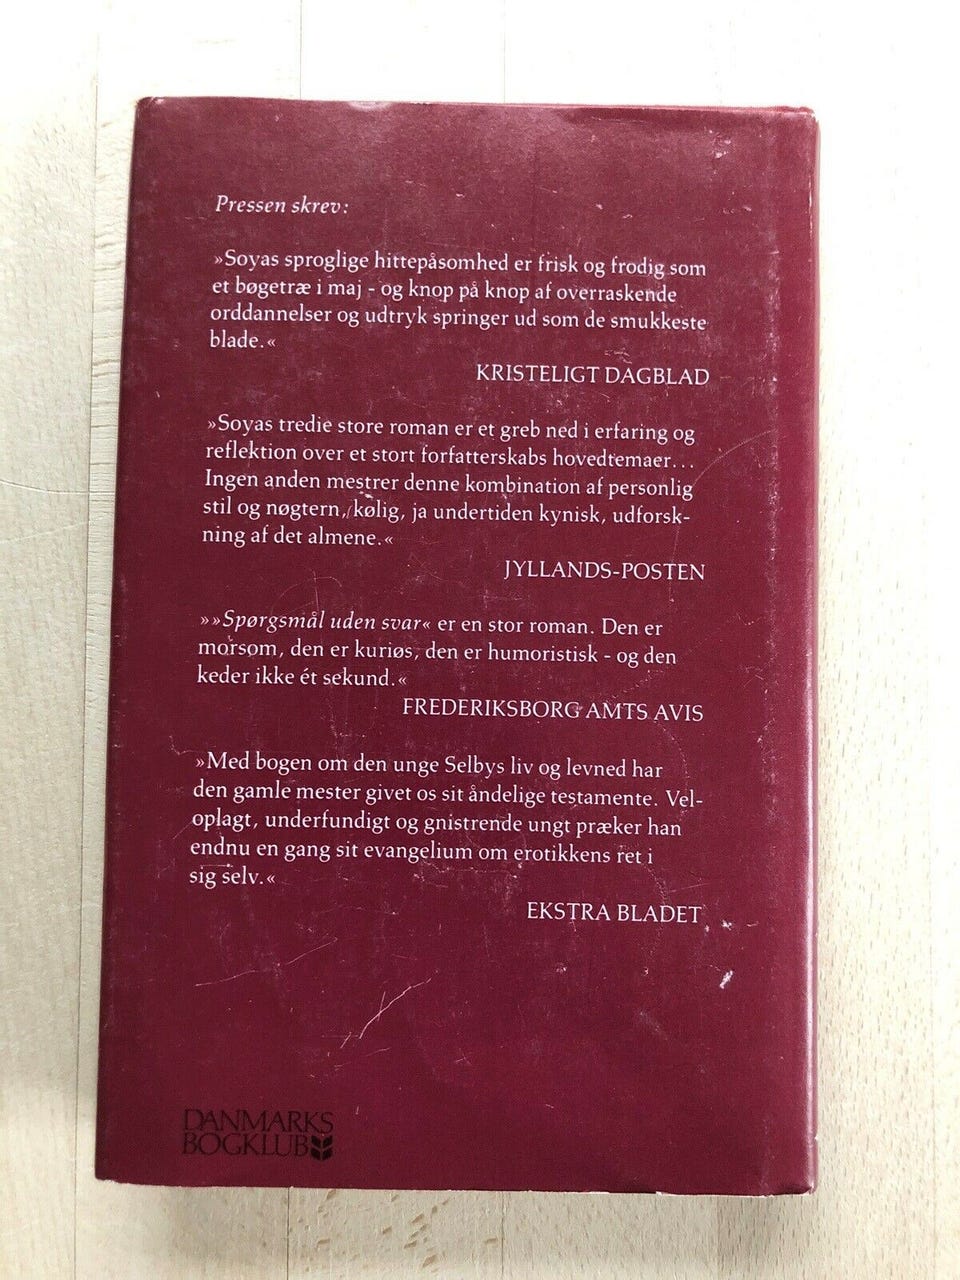 Pressen skrev:
»Soyas sproglige hittepåsomhed er frisk og frodig som
et bøgetræ i maj - og knop på knop af overraskende
orddannelser og udtryk springer ud som de smukkeste
blade.«
KRISTELIGT DAGBLAD
»Soyas tredie store roman er et greb ned i erfaring og
reflektion over et stort forfatterskabs hovedtemaer...
Ingen anden mestrer denne kombination af personlig
stil og nøgtern, kølig, ja undertiden kynisk, udforsk-
ning af det almene.«
JYLLANDS-POSTEN
»»Spørgsmål uden svar« er en stor roman. Den er
morsom, den er kuriøs, den er humoristisk - og den
keder ikke ét sekund.«
FREDERIKSBORG AMTS AVIS
»Med bogen om den unge Selbys liv og levned har
den gamle mester givet os sit åndelige testamente. Vel-
oplagt, underfundigt og gnistrende ungt præker han
endnu en gang sit evangelium om erotikkens ret i
sig selv.«
EKSTRA BLADET
DANMARKS
BOGKLUB